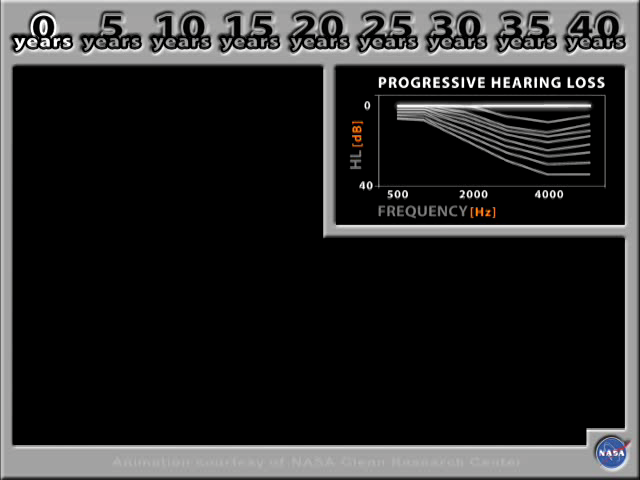 0 5 10 15 20 25 30 35 40
years years years years years years years years years
PROGRESSIVE HEARING LOSS
0
HL [dB]
40
500 2000 4000
FREQUENCY [Hz]
NASA
Animation courtesy of NASA Glenn Research Center